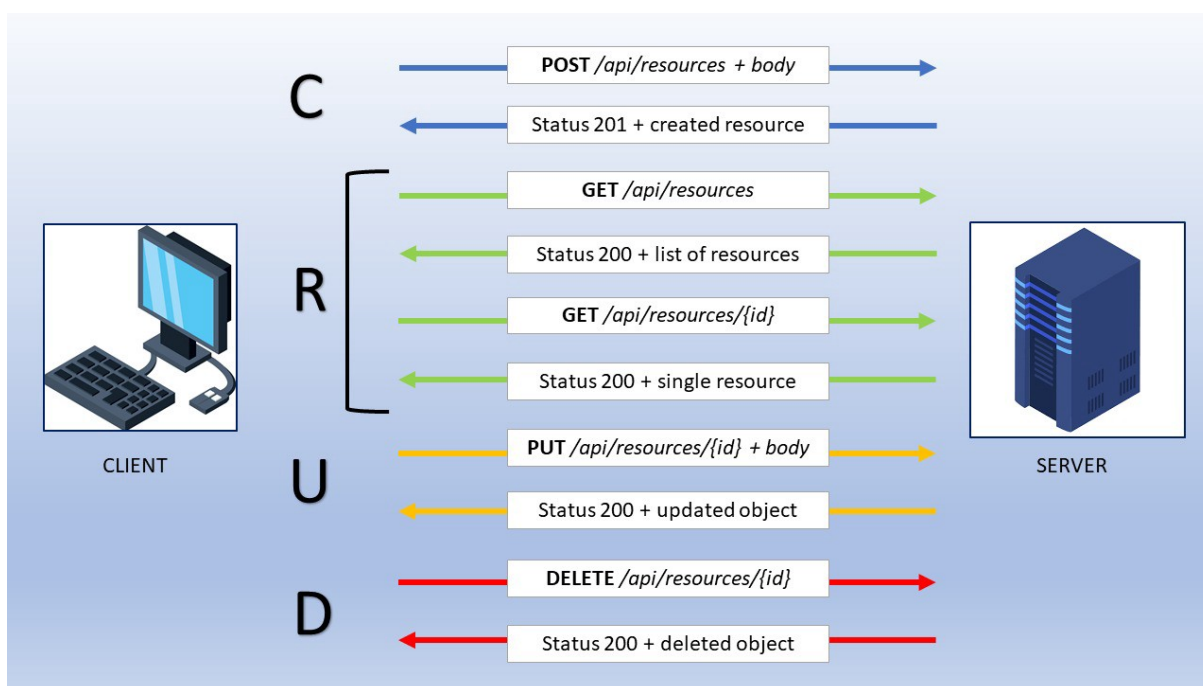 C
POST /api/resources + body
Status 201 + created resource
R
GET /api/resources
Status 200 + list of resources
GET /api/resources/{id}
Status 200 + single resource
CLIENT
SERVER
U
PUT /api/resources/{id} + body
Status 200 + updated object
D
DELETE /api/resources/{id}
Status 200 + deleted object